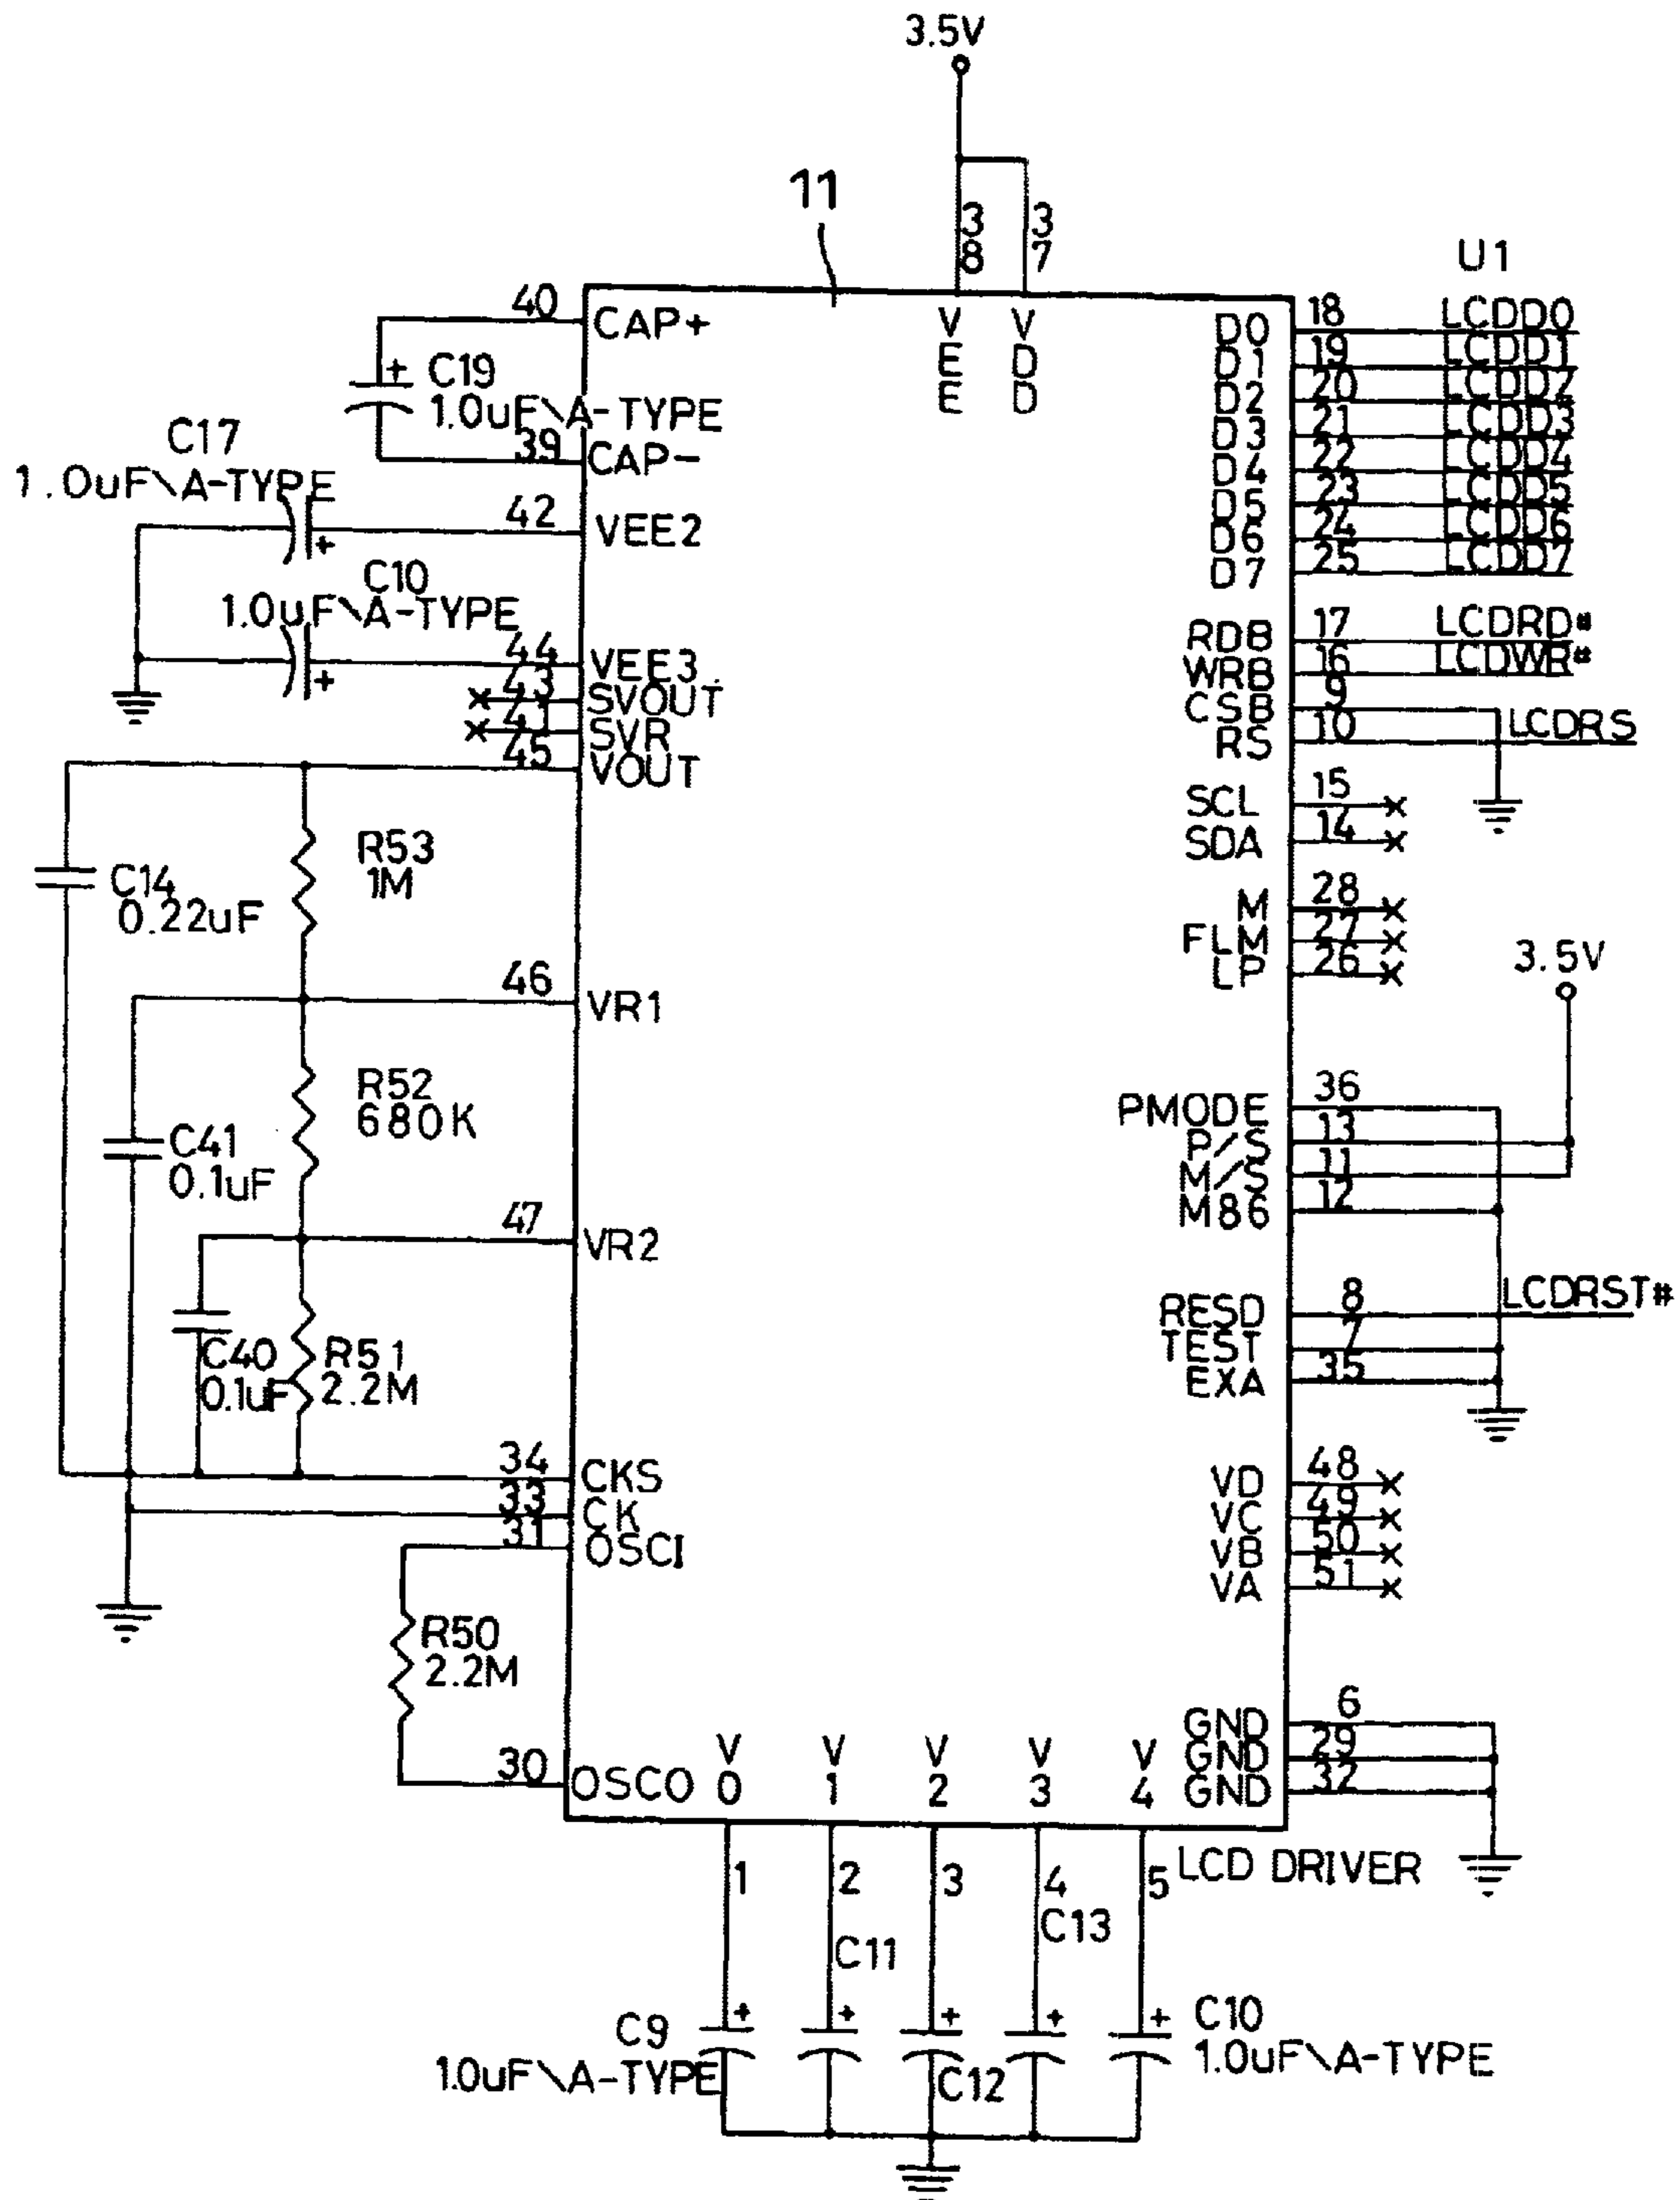 3.5V
11
3
8
3
7
U1
V
E
E
V
D
D
40
CAP+
+
C19
1.0uF\A-TYPE
39
CAP-
C17
1.0uF\A-TYPE
42
VEE2
+
C10
1.0uF\A-TYPE
44
VEE3
+
43
SVOUT
41
SVR
45
VOUT
R53
1M
C14
0.22uF
46
VR1
R52
680K
C41
0.1uF
47
VR2
C40
0.1uF
R51
2.2M
34
CKS
33
CK
31
OSCI
R50
2.2M
30
OSCO
D0 18 LCDD0
D1 19 LCDD1
D2 20 LCDD2
D3 21 LCDD3
D4 22 LCDD4
D5 23 LCDD5
D6 24 LCDD6
D7 25 LCDD7
RDB 17 LCDRD#
WRB 16 LCDWR#
CSB 9
RS 10 LCDRS
SCL 15
SDA 14
M 28
FLM 27
LP 26
3.5V
PMODE 36
P/S 13
M/S 11
M86 12
RESD 8 LCDRST#
TEST 7
EXA 35
VD 48
VC 49
VB 50
VA 51
GND 6
GND 29
GND 32
V
0
V
1
V
2
V
3
V
4
LCD DRIVER
1
2
3
4
5
C11
C13
C9
1.0uF\A-TYPE
+
+
+
+
+
C12
C10
1.0uF\A-TYPE